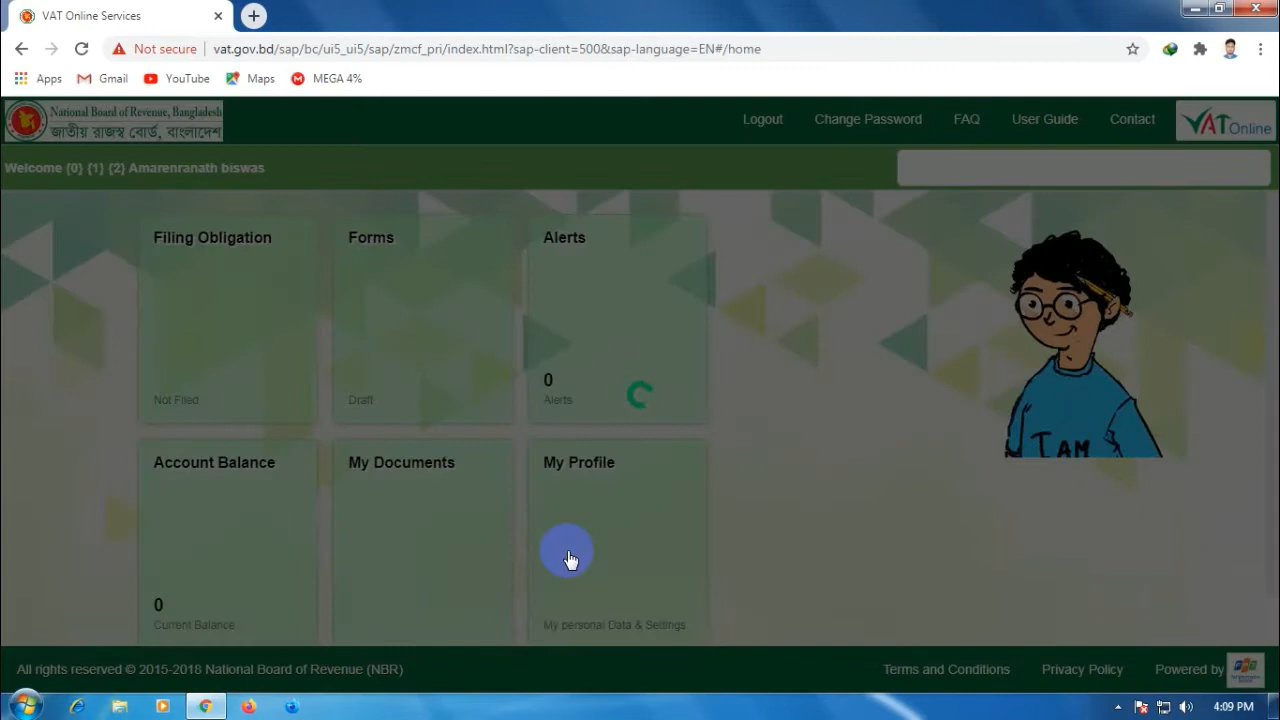 VAT Online Services
Not secure
vat.gov.bd/sap/bc/ui5_ui5/sap/zmcf_pri/index.html?sap-client=500&sap-language=EN#/home
Apps Gmail YouTube Maps MEGA 4%
National Board of Revenue, Bangladesh
জাতীয় রাজস্ব বোর্ড, বাংলাদেশ
Logout Change Password FAQ User Guide Contact
VAT Online
Welcome {0} {1} {2} Amarenranath biswas
Filing Obligation Forms Alerts
0
Not Filed Draft Alerts
I AM
Account Balance My Documents My Profile
0
Current Balance My personal Data & Settings
All rights reserved © 2015-2018 National Board of Revenue (NBR)
Terms and Conditions Privacy Policy Powered by
4:09 PM